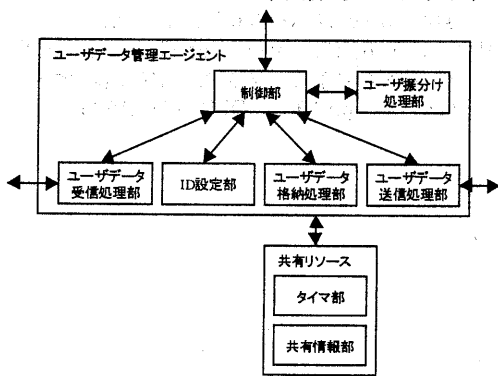 ユーザデータ管理エージェント
制御部
ユーザ振分け
処理部
ユーザデータ
受信処理部
ID設定部
ユーザデータ
格納処理部
ユーザデータ
送信処理部
共有リソース
タイマ部
共有情報部